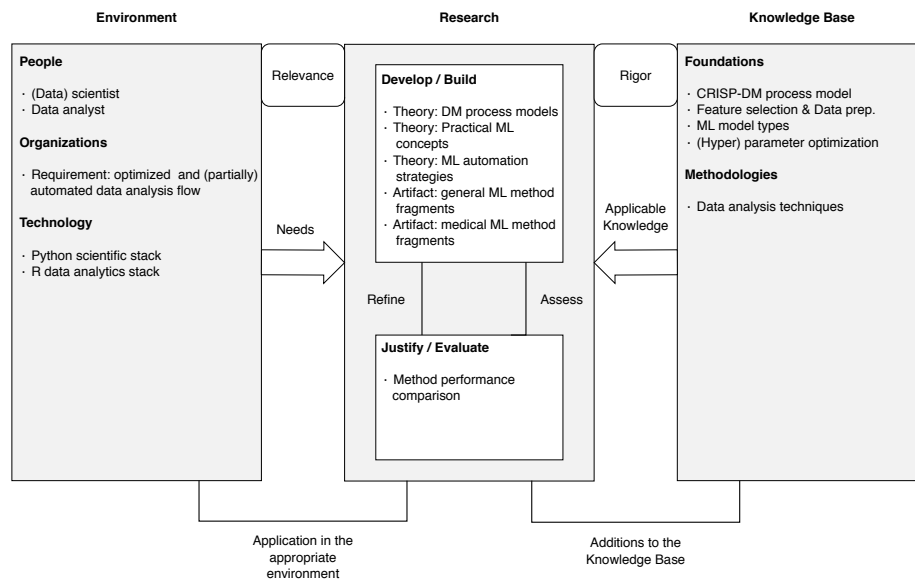 Environment
Research
Knowledge Base
People
· (Data) scientist
· Data analyst
Organizations
· Requirement: optimized and (partially)
automated data analysis flow
Technology
· Python scientific stack
· R data analytics stack
Relevance
Needs
Develop / Build
· Theory: DM process models
· Theory: Practical ML
concepts
· Theory: ML automation
strategies
· Artifact: general ML method
fragments
· Artifact: medical ML method
fragments
Refine
Assess
Justify / Evaluate
· Method performance
comparison
Rigor
Applicable
Knowledge
Foundations
· CRISP-DM process model
· Feature selection & Data prep.
· ML model types
· (Hyper) parameter optimization
Methodologies
· Data analysis techniques
Application in the
appropriate
environment
Additions to the
Knowledge Base